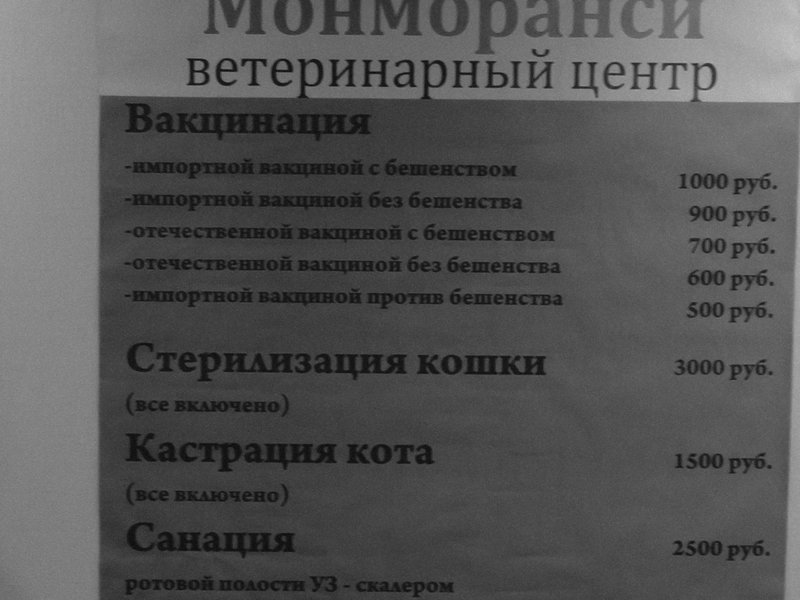 Монморанси
ветеринарный центр
Вакцинация
-импортной вакциной с бешенством 1000 руб.
-импортной вакциной без бешенства 900 руб.
-отечественной вакциной с бешенством 700 руб.
-отечественной вакциной без бешенства 600 руб.
-импортной вакциной против бешенства 500 руб.
Стерилизация кошки 3000 руб.
(все включено)
Кастрация кота 1500 руб.
(все включено)
Санация 2500 руб.
ротовой полости УЗ - скалером